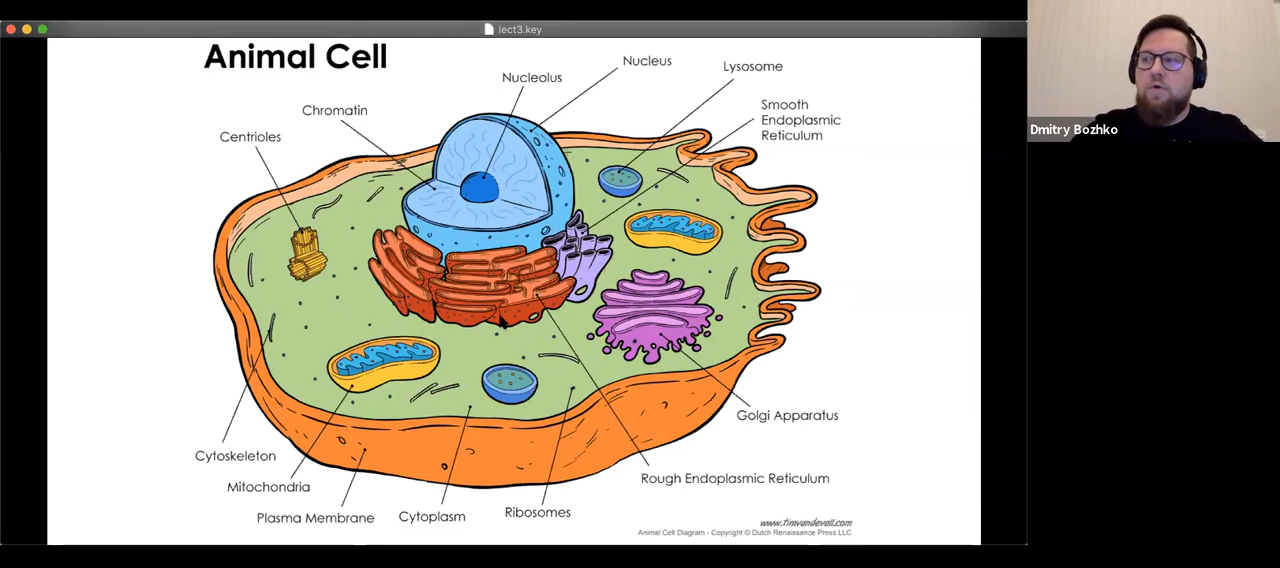 lect3.key
Animal Cell
Nucleus
Lysosome
Nucleolus
Smooth
Endoplasmic
Reticulum
Chromatin
Centrioles
Dmitry Bozhko
Golgi Apparatus
Cytoskeleton
Rough Endoplasmic Reticulum
Mitochondria
Plasma Membrane
Cytoplasm
Ribosomes
www.timvandevall.com
Animal Cell Diagram - Copyright © Dutch Renaissance Press LLC